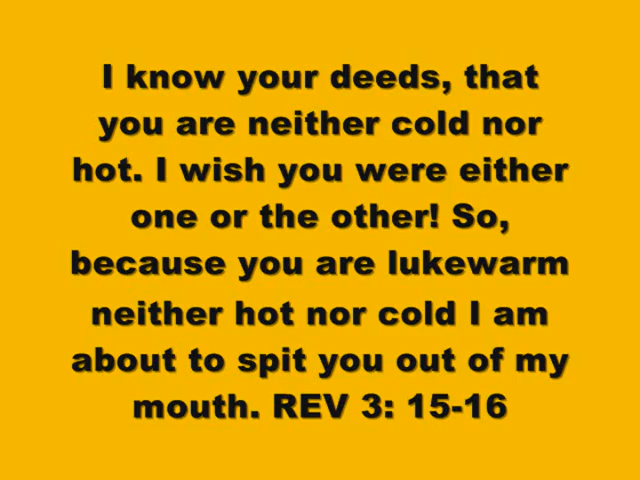 I know your deeds, that
you are neither cold nor
hot. I wish you were either
one or the other! So,
because you are lukewarm
neither hot nor cold I am
about to spit you out of my
mouth. REV 3: 15-16